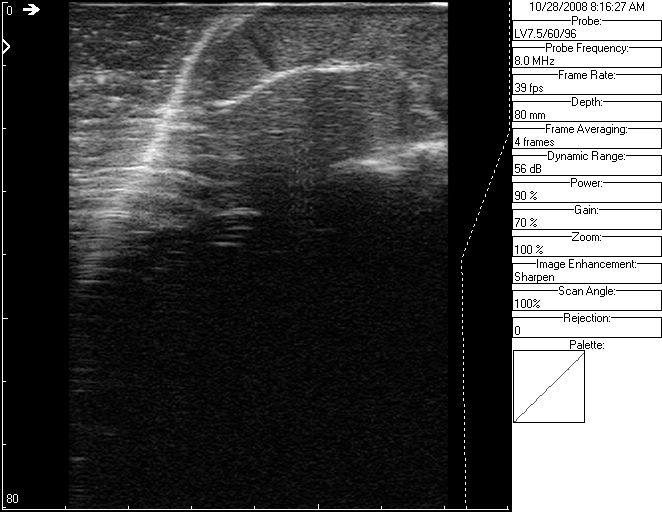 0
80
10/28/2008 8:16:27 AM
Probe:
LV7.5/60/96
Probe Frequency:
8.0 MHz
Frame Rate:
39 fps
Depth:
80 mm
Frame Averaging:
4 frames
Dynamic Range:
56 dB
Power:
90 %
Gain:
70 %
Zoom:
100 %
Image Enhancement:
Sharpen
Scan Angle:
100%
Rejection:
0
Palette: